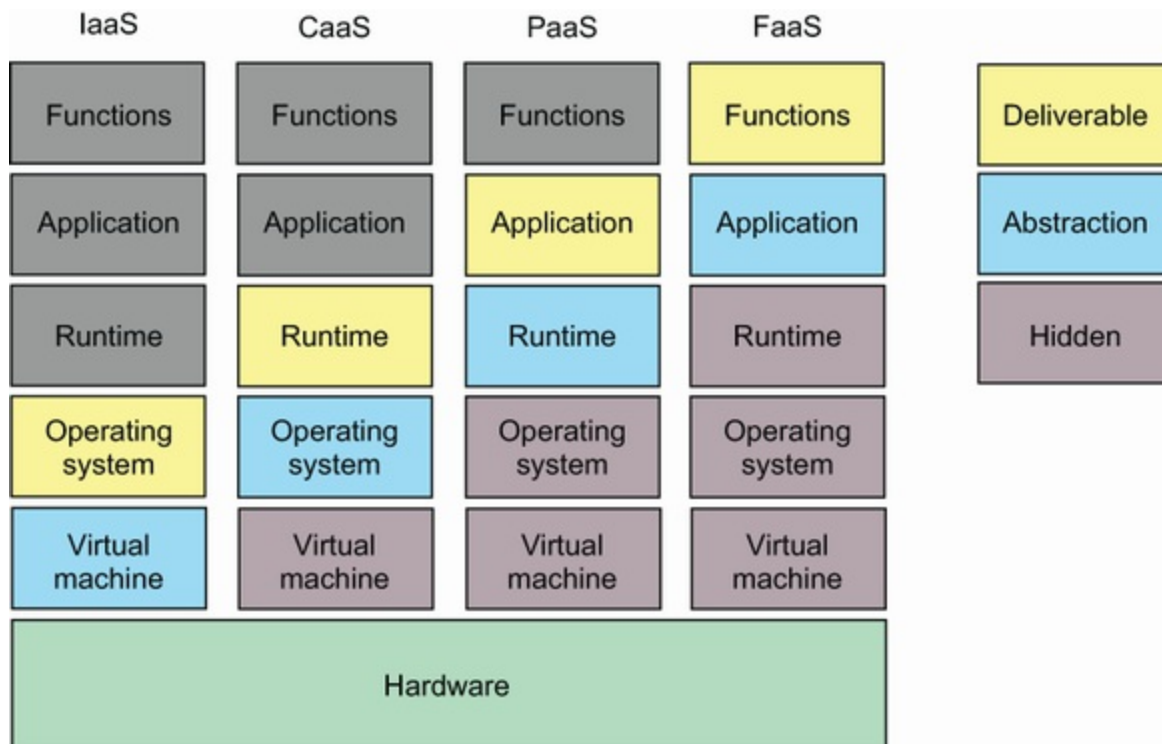 IaaS CaaS PaaS FaaS
Functions Functions Functions Functions Deliverable
Application Application Application Application Abstraction
Runtime Runtime Runtime Runtime Hidden
Operating Operating Operating Operating
system system system system
Virtual Virtual Virtual Virtual
machine machine machine machine
Hardware